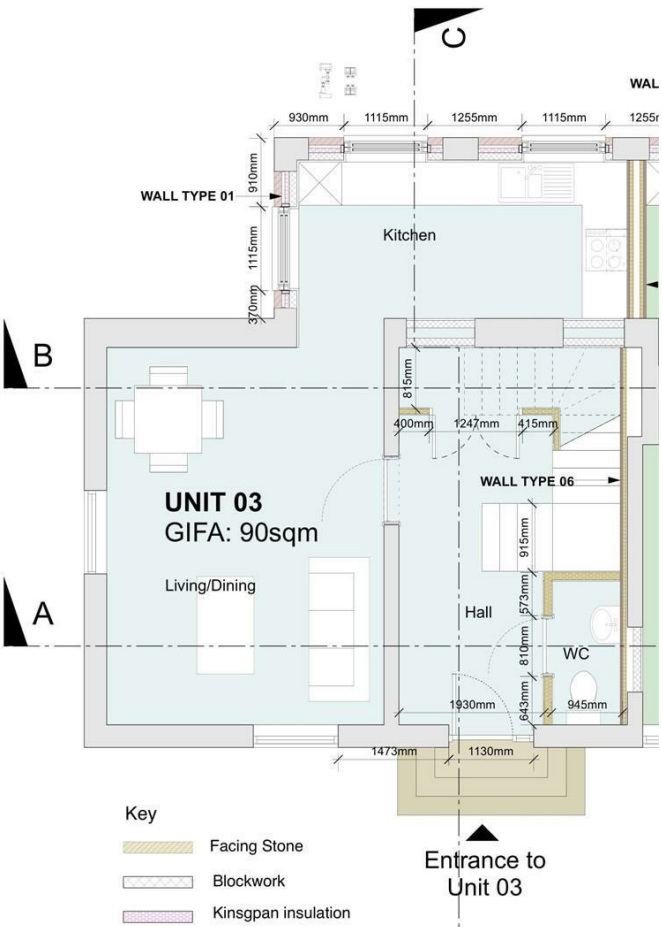 C
WAL
930mm
1115mm
1255mm
1115mm
1255m
910mm
WALL TYPE 01
Kitchen
1115mm
370mm
B
815mm
400mm
1247mm
415mm
WALL TYPE 06
UNIT 03
GIFA: 90sqm
915mm
Living/Dining
573mm
A
Hall
810mm
WC
643mm
1930mm
945mm
1473mm
1130mm
Key
Facing Stone
Blockwork
Kinsgpan insulation
Entrance to
Unit 03